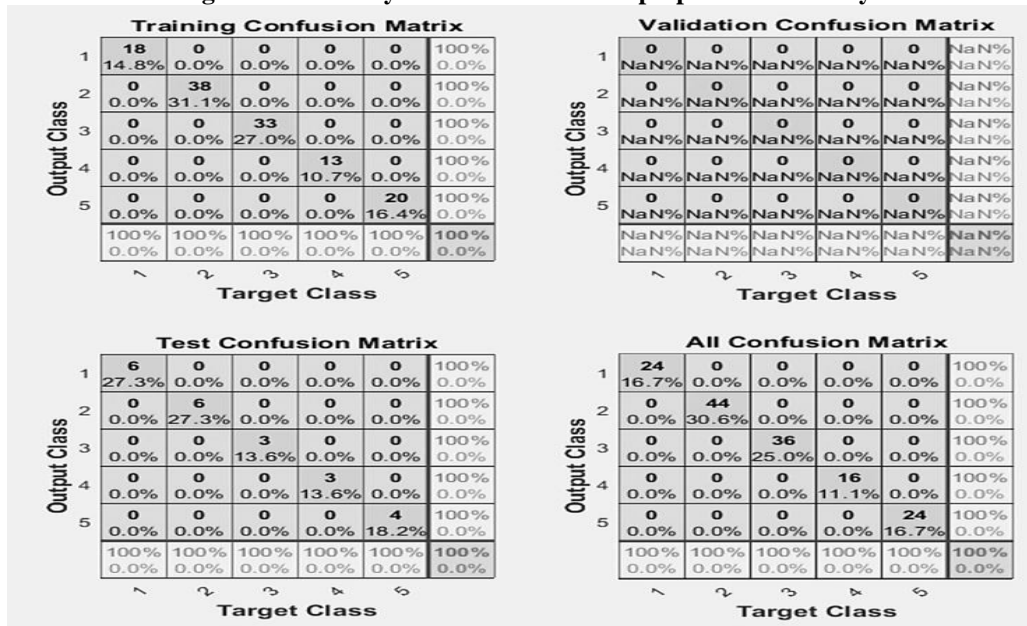 Training Confusion Matrix
1 18 0 0 0 0 100%
14.8% 0.0% 0.0% 0.0% 0.0% 0.0%
2 0 38 0 0 0 100%
0.0% 31.1% 0.0% 0.0% 0.0% 0.0%
3 0 0 33 0 0 100%
0.0% 0.0% 27.0% 0.0% 0.0% 0.0%
4 0 0 0 13 0 100%
0.0% 0.0% 0.0% 10.7% 0.0% 0.0%
5 0 0 0 0 20 100%
0.0% 0.0% 0.0% 0.0% 16.4% 0.0%
100% 100% 100% 100% 100% 100%
0.0% 0.0% 0.0% 0.0% 0.0% 0.0%
1 2 3 4 5
Output Class
Target Class
Validation Confusion Matrix
1 0 0 0 0 0 NaN%
NaN% NaN% NaN% NaN% NaN% NaN%
2 0 0 0 0 0 NaN%
NaN% NaN% NaN% NaN% NaN% NaN%
3 0 0 0 0 0 NaN%
NaN% NaN% NaN% NaN% NaN% NaN%
4 0 0 0 0 0 NaN%
NaN% NaN% NaN% NaN% NaN% NaN%
5 0 0 0 0 0 NaN%
NaN% NaN% NaN% NaN% NaN% NaN%
NaN% NaN% NaN% NaN% NaN% NaN%
NaN% NaN% NaN% NaN% NaN% NaN%
1 2 3 4 5
Output Class
Target Class
Test Confusion Matrix
1 6 0 0 0 0 100%
27.3% 0.0% 0.0% 0.0% 0.0% 0.0%
2 0 6 0 0 0 100%
0.0% 27.3% 0.0% 0.0% 0.0% 0.0%
3 0 0 3 0 0 100%
0.0% 0.0% 13.6% 0.0% 0.0% 0.0%
4 0 0 0 3 0 100%
0.0% 0.0% 0.0% 13.6% 0.0% 0.0%
5 0 0 0 0 4 100%
0.0% 0.0% 0.0% 0.0% 18.2% 0.0%
100% 100% 100% 100% 100% 100%
0.0% 0.0% 0.0% 0.0% 0.0% 0.0%
1 2 3 4 5
Output Class
Target Class
All Confusion Matrix
1 24 0 0 0 0 100%
16.7% 0.0% 0.0% 0.0% 0.0% 0.0%
2 0 44 0 0 0 100%
0.0% 30.6% 0.0% 0.0% 0.0% 0.0%
3 0 0 36 0 0 100%
0.0% 0.0% 25.0% 0.0% 0.0% 0.0%
4 0 0 0 16 0 100%
0.0% 0.0% 0.0% 11.1% 0.0% 0.0%
5 0 0 0 0 24 100%
0.0% 0.0% 0.0% 0.0% 16.7% 0.0%
100% 100% 100% 100% 100% 100%
0.0% 0.0% 0.0% 0.0% 0.0% 0.0%
1 2 3 4 5
Output Class
Target Class